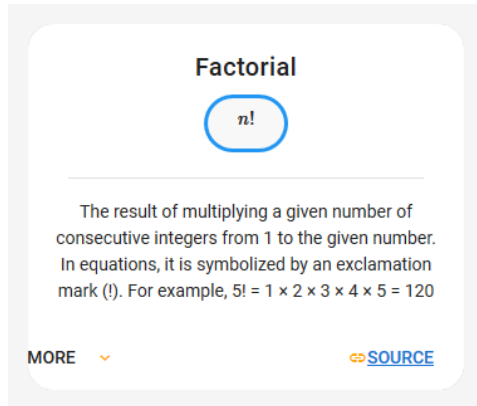 Factorial
n!
The result of multiplying a given number of
consecutive integers from 1 to the given number.
In equations, it is symbolized by an exclamation
mark (!). For example, 5! = 1 × 2 × 3 × 4 × 5 = 120
MORE SOURCE